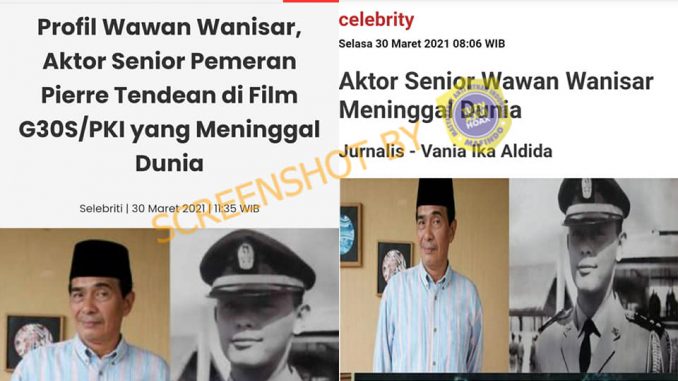 Profil Wawan Wanisar,
Aktor Senior Pemeran
Pierre Tendean di Film
G30S/PKI yang Meninggal
Dunia
Selebriti | 30 Maret 2021 | 11:35 WIB
celebrity
Selasa 30 Maret 2021 08:06 WIB
Aktor Senior Wawan Wanisar
Meninggal Dunia
Jurnalis - Vania Ika Aldida
SCREENSHOT BY
MAFINDO